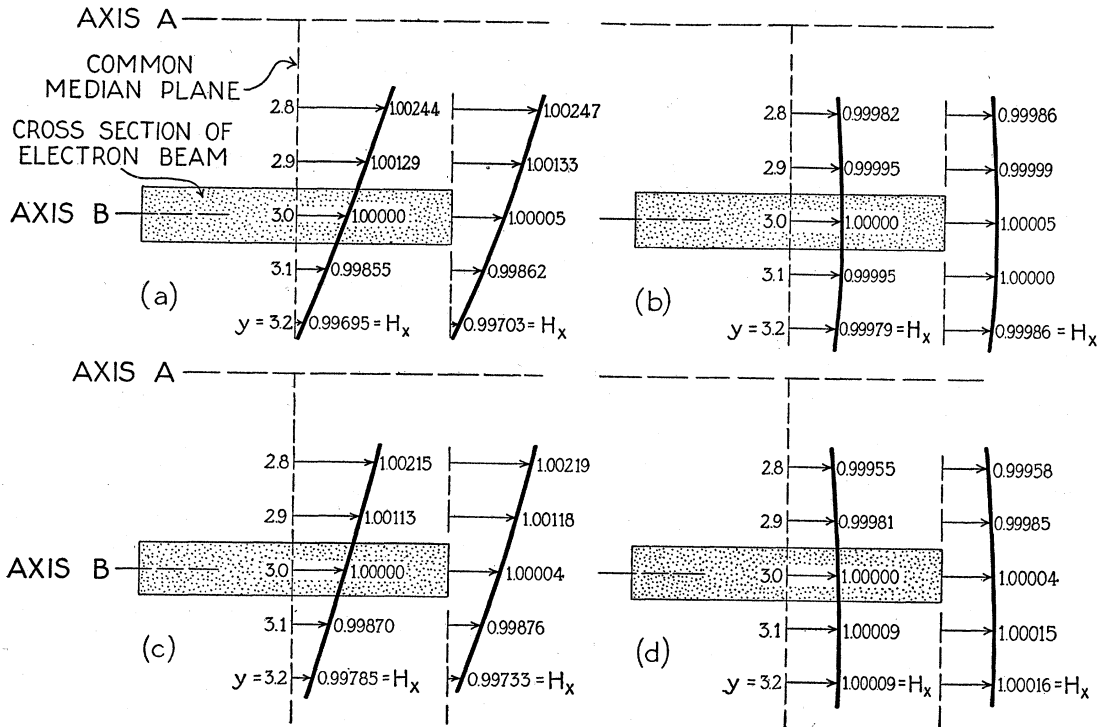 AXIS A
COMMON
MEDIAN PLANE
CROSS SECTION OF
ELECTRON BEAM
AXIS B
2.8 1.00244 1.00247
2.9 1.00129 1.00133
3.0 1.00000 1.00005
3.1 0.99855 0.99862
y = 3.2 0.99695 = Hx 0.99703 = Hx
(a)
2.8 0.99982 0.99986
2.9 0.99995 0.99999
3.0 1.00000 1.00005
3.1 0.99995 1.00000
y = 3.2 0.99979 = Hx 0.99986 = Hx
(b)
AXIS A
AXIS B
2.8 1.00215 1.00219
2.9 1.00113 1.00118
3.0 1.00000 1.00004
3.1 0.99870 0.99876
y = 3.2 0.99785 = Hx 0.99733 = Hx
(c)
2.8 0.99955 0.99958
2.9 0.99981 0.99985
3.0 1.00000 1.00004
3.1 1.00009 1.00015
y = 3.2 1.00009 = Hx 1.00016 = Hx
(d)